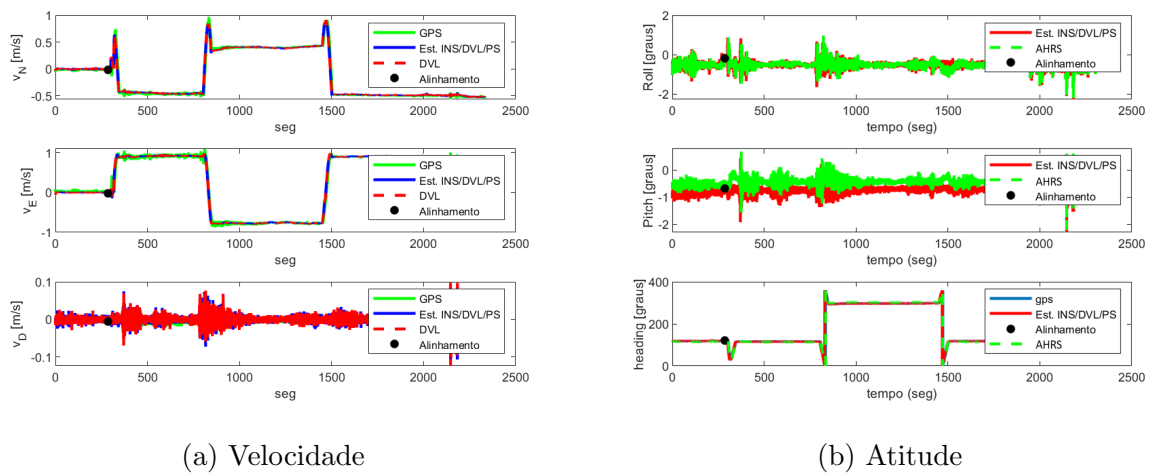 1
0.5
0
-0.5
v_N [m/s]
0 500 1000 1500 2000 2500
seg
GPS
Est. INS/DVL/PS
DVL
Alinhamento
1
0
-1
v_E [m/s]
0 500 1000 1500 2000 2500
seg
GPS
Est. INS/DVL/PS
DVL
Alinhamento
0.1
0
-0.1
v_D [m/s]
0 500 1000 1500 2000 2500
seg
GPS
Est. INS/DVL/PS
DVL
Alinhamento
(a) Velocidade
2
0
-2
Roll [graus]
0 500 1000 1500 2000 2500
tempo (seg)
Est. INS/DVL/PS
AHRS
Alinhamento
0
-1
-2
Pitch [graus]
0 500 1000 1500 2000 2500
tempo (seg)
Est. INS/DVL/PS
AHRS
Alinhamento
400
200
0
heading [graus]
0 500 1000 1500 2000 2500
tempo (seg)
gps
Est. INS/DVL/PS
Alinhamento
AHRS
(b) Atitude